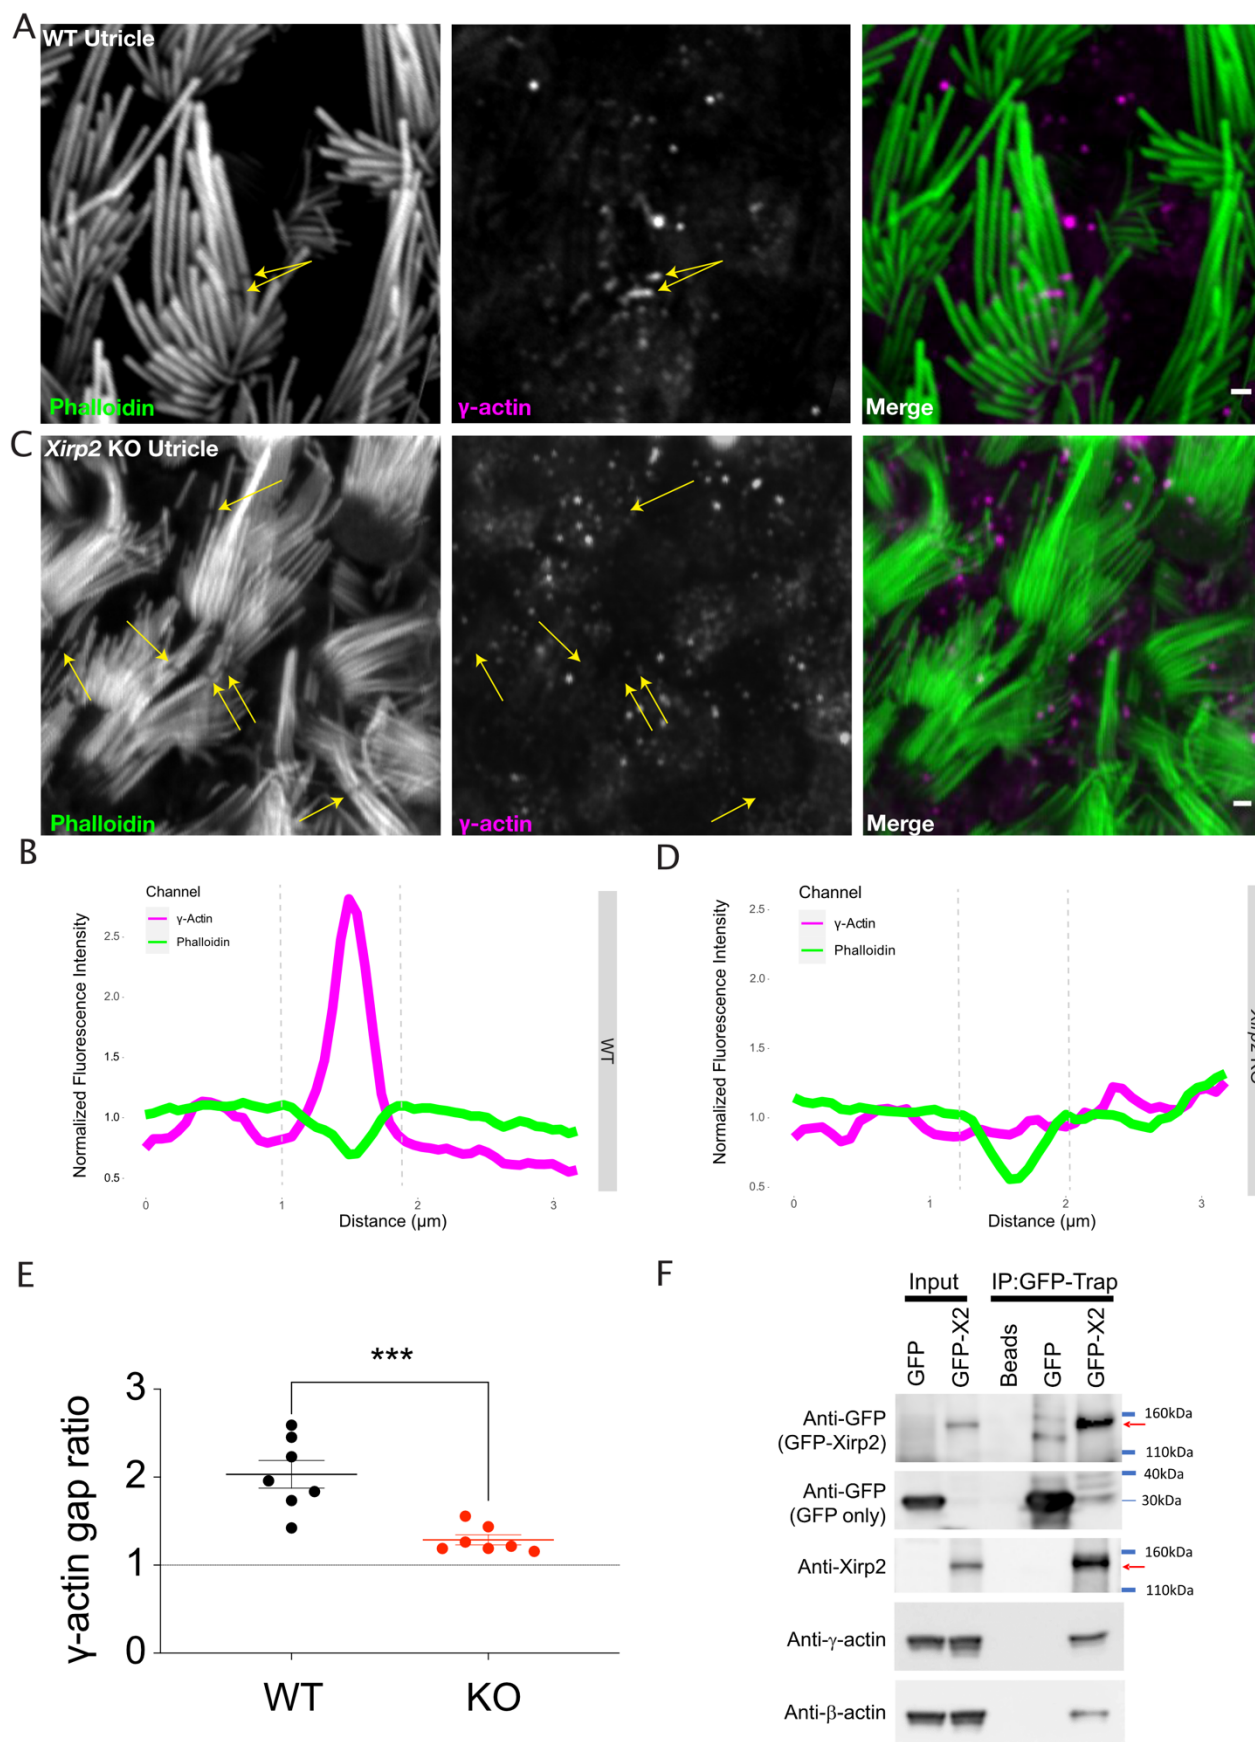 A
WT Utricle
Phalloidin
γ-actin
Merge
C
Xirp2 KO Utricle
Phalloidin
γ-actin
Merge
B
Channel
γ-Actin
Phalloidin
Normalized Fluorescence Intensity
2.5
2.0
1.5
1.0
0.5
0
1
2
3
Distance (μm)
WT
D
Channel
γ-Actin
Phalloidin
Normalized Fluorescence Intensity
2.5
2.0
1.5
1.0
0.5
0
1
2
3
Distance (μm)
E
***
γ-actin gap ratio
3
2
1
0
WT
KO
F
Input
IP:GFP-Trap
GFP
GFP-X2
Beads
GFP
GFP-X2
Anti-GFP
(GFP-Xirp2)
160kDa
110kDa
Anti-GFP
(GFP only)
40kDa
30kDa
Anti-Xirp2
160kDa
110kDa
Anti-γ-actin
Anti-β-actin